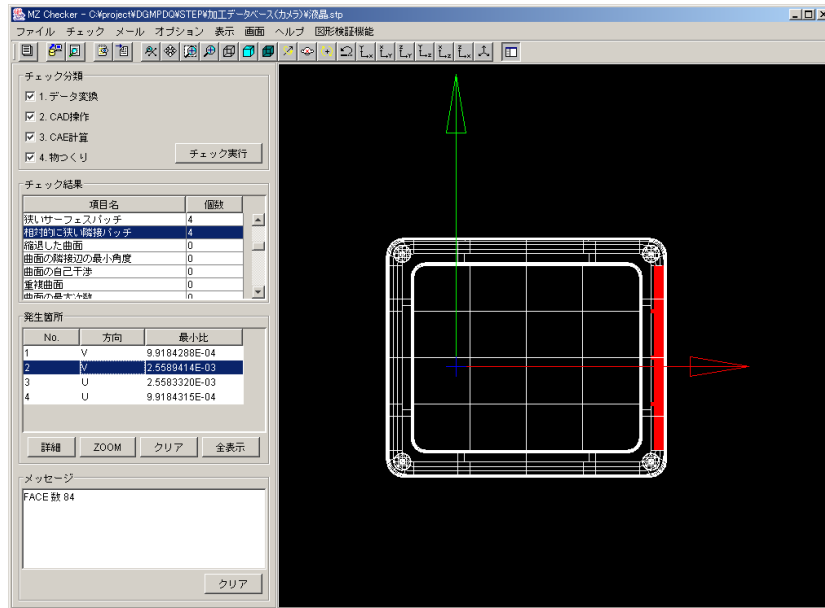 MZ Checker - C:¥project¥DGMPDQ¥STEP¥加工データベース(カメラ)¥液晶.stp
ファイル チェック メール オプション 表示 画面 ヘルプ 図形検証機能
チェック分類
1. データ変換
2. CAD操作
3. CAE計算
4. 物つくり
チェック実行
チェック結果
項目名 個数
狭いサーフェスパッチ 4
相対的に狭い隣接パッチ 4
縮退した曲面 0
曲面の隣接辺の最小角度 0
曲面の自己干渉 0
重複曲面 0
曲面の最大次数 0
発生箇所
No. 方向 最小比
1 V 9.9184288E-04
2 V 2.5589414E-03
3 U 2.5583320E-03
4 U 9.9184315E-04
詳細 ZOOM クリア 全表示
メッセージ
FACE 数 84
クリア